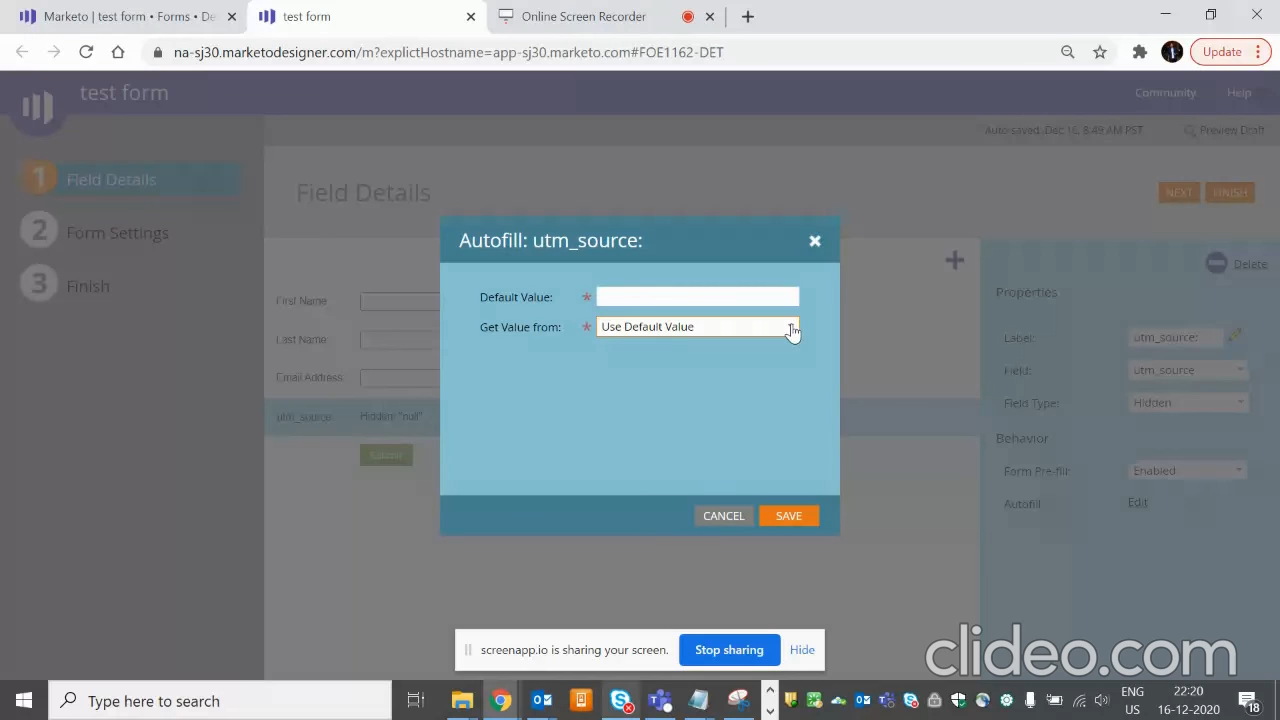 Marketo | test form • Forms • De
test form
Online Screen Recorder
na-sj30.marketodesigner.com/m?explictHostname=app-sj30.marketo.com#FOE1162-DET
Update
test form
Community
Help
Auto saved: Dec 16, 8:49 AM PST
Preview Draft
1 Field Details
2 Form Settings
3 Finish
Field Details
NEXT
FINISH
First Name
Last Name
Email Address
utm_source
Hidden "null"
Submit
Autofill: utm_source:
Default Value: *
Get Value from: * Use Default Value
CANCEL
SAVE
Delete
Properties
Label: utm_source:
Field: utm_source
Field Type: Hidden
Behavior
Form Pre-fill: Enabled
Autofill Edit
screenapp.io is sharing your screen.
Stop sharing
Hide
clideo.com
Type here to search
ENG
US
22:20
16-12-2020
18